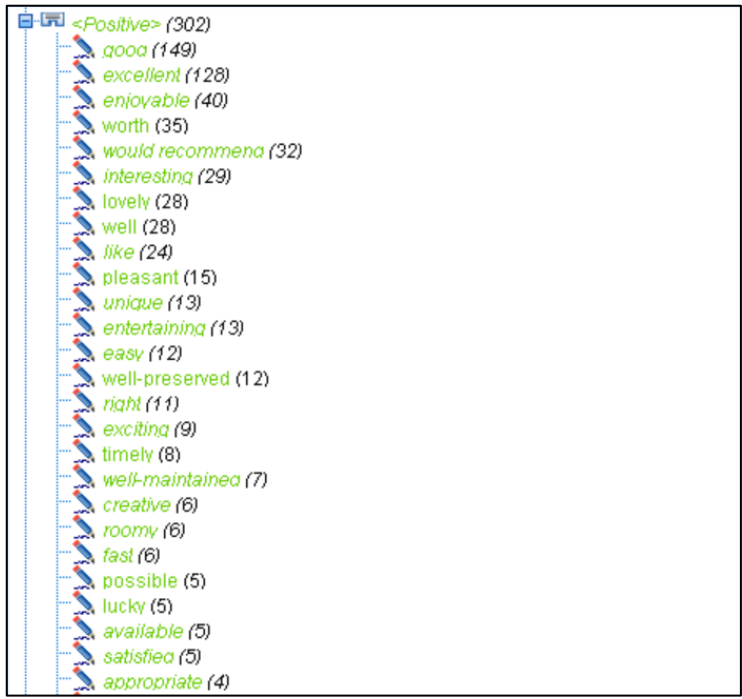 <Positive> (302)
good (149)
excellent (128)
enjoyable (40)
worth (35)
would recommend (32)
interesting (29)
lovely (28)
well (28)
like (24)
pleasant (15)
unique (13)
entertaining (13)
easy (12)
well-preserved (12)
right (11)
exciting (9)
timely (8)
well-maintained (7)
creative (6)
roomy (6)
fast (6)
possible (5)
lucky (5)
available (5)
satisfied (5)
appropriate (4)